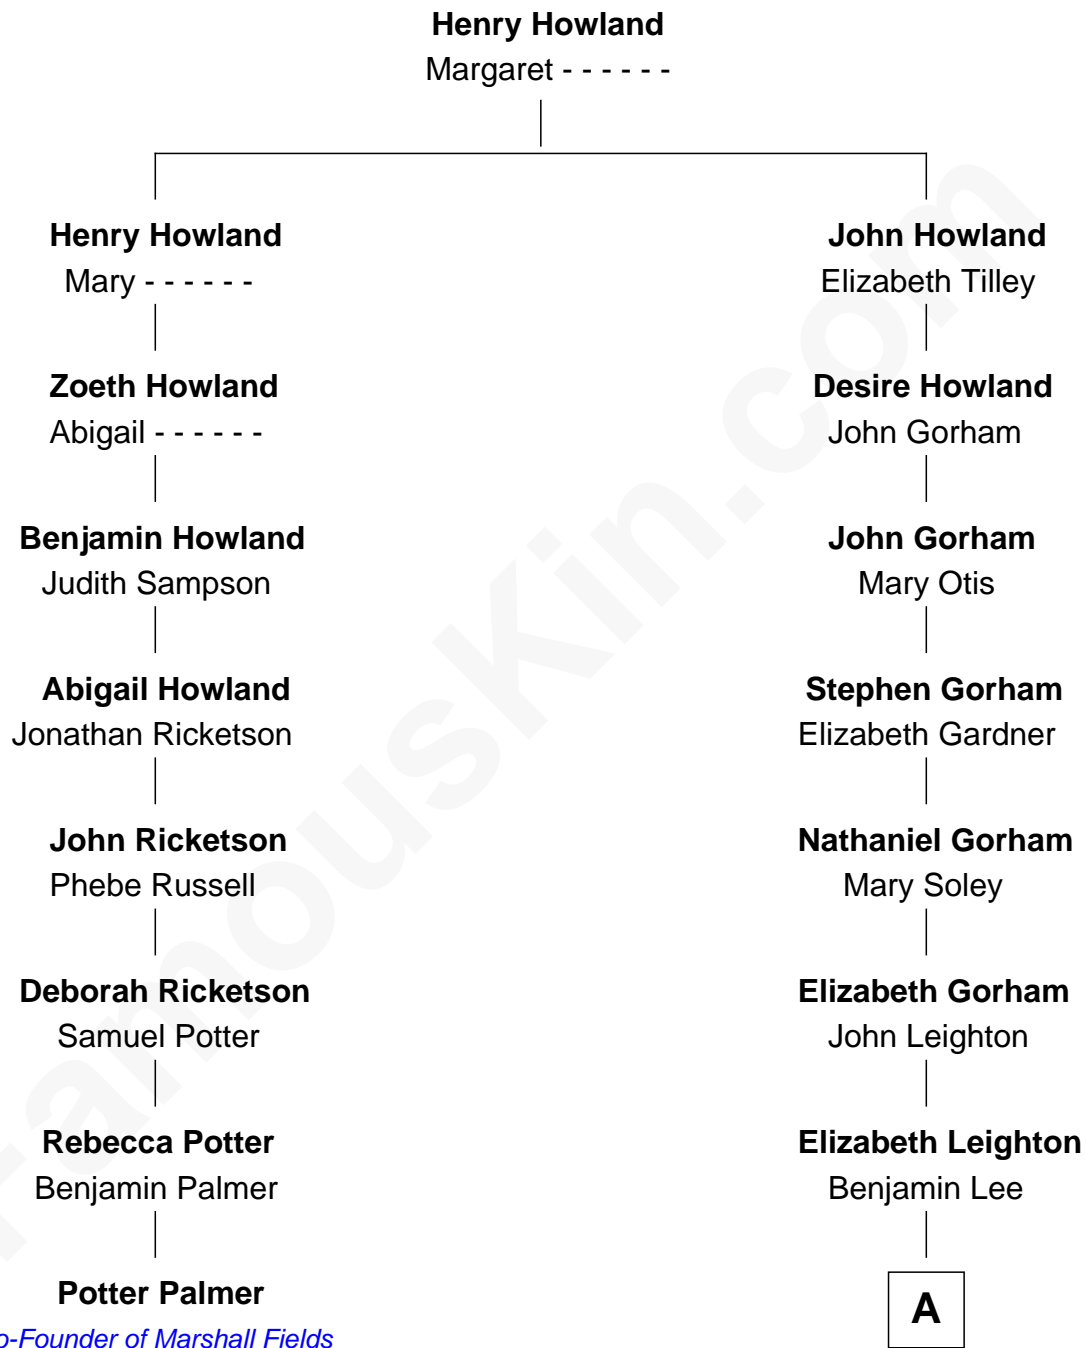 Henry Howland
Margaret - - - - - -
Henry Howland
Mary - - - - - -
John Howland
Elizabeth Tilley
Zoeth Howland
Abigail - - - - - -
Desire Howland
John Gorham
Benjamin Howland
Judith Sampson
John Gorham
Mary Otis
Abigail Howland
Jonathan Ricketson
Stephen Gorham
Elizabeth Gardner
John Ricketson
Phebe Russell
Nathaniel Gorham
Mary Soley
Deborah Ricketson
Samuel Potter
Elizabeth Gorham
John Leighton
Rebecca Potter
Benjamin Palmer
Elizabeth Leighton
Benjamin Lee
Potter Palmer
o-Founder of Marshall Fields
A
FamousKin.com